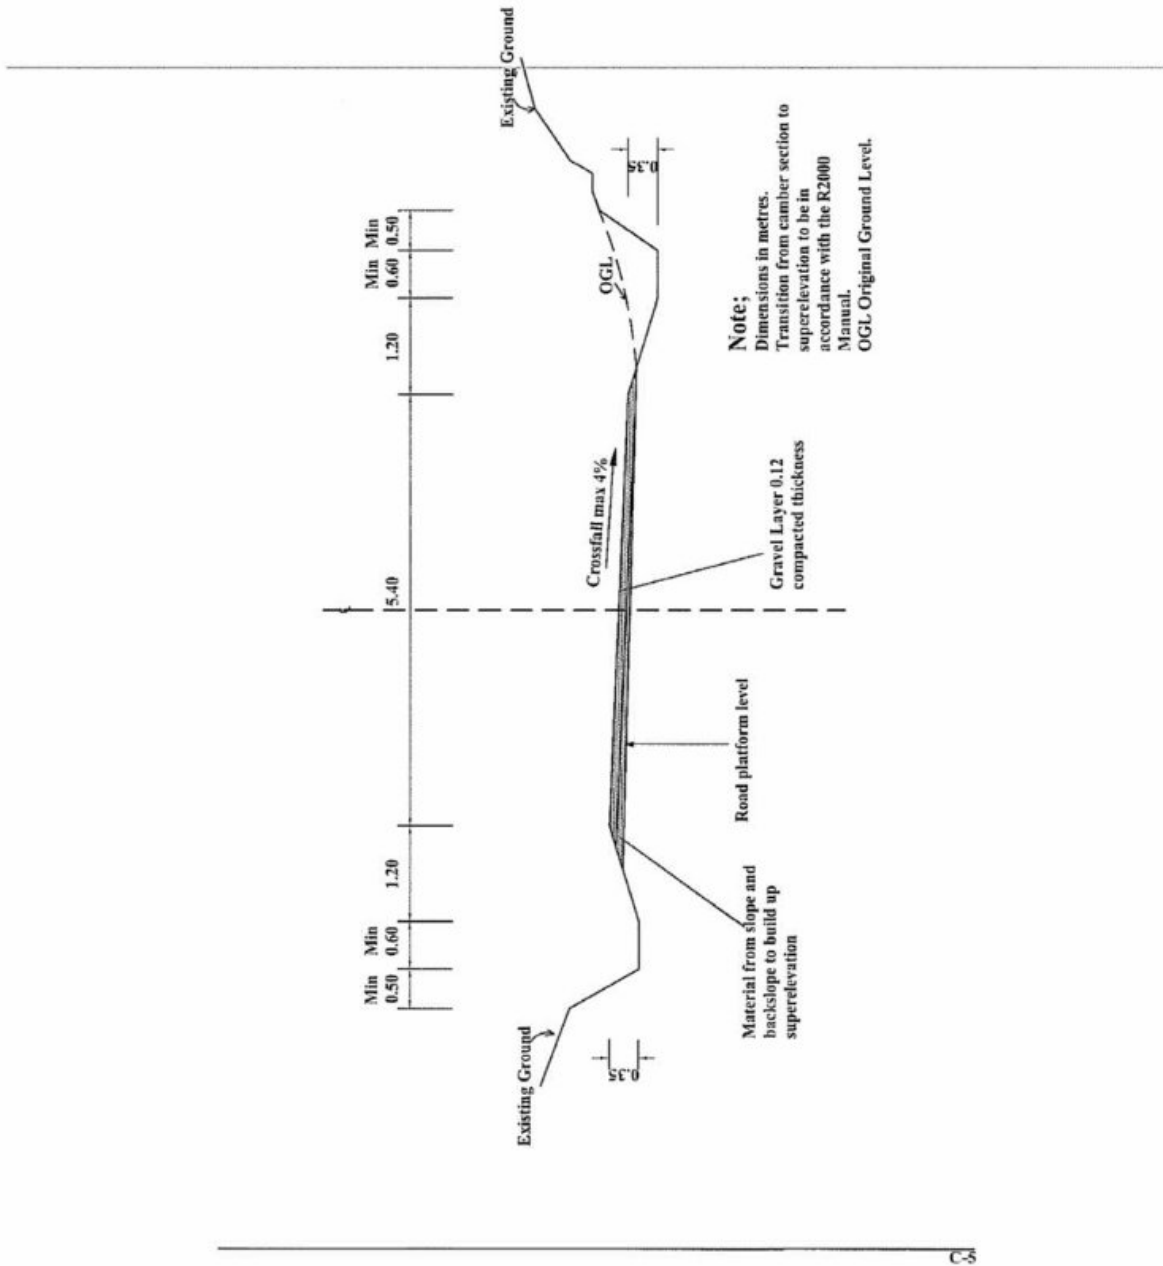 Min
0.50
Min
0.60
1.20
5.40
1.20
Min
0.60
Min
0.50
Existing Ground
0.35
Crossfall max 4%
OGL
Existing Ground
0.35
Material from slope and
backslope to build up
superelevation
Road platform level
Gravel Layer 0.12
compacted thickness
Note;
Dimensions in metres.
Transition from camber section to
superelevation to be in
accordance with the R2000
Manual.
OGL Original Ground Level.
C-5